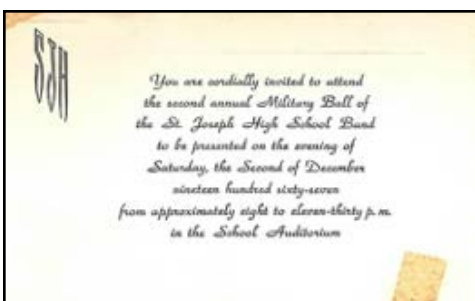 SJH
You are cordially invited to attend
the second annual Military Ball of
the St. Joseph High School Band
to be presented on the evening of
Saturday, the Second of December
nineteen hundred sixty-seven
from approximately eight to eleven-thirty p. m.
in the School Auditorium